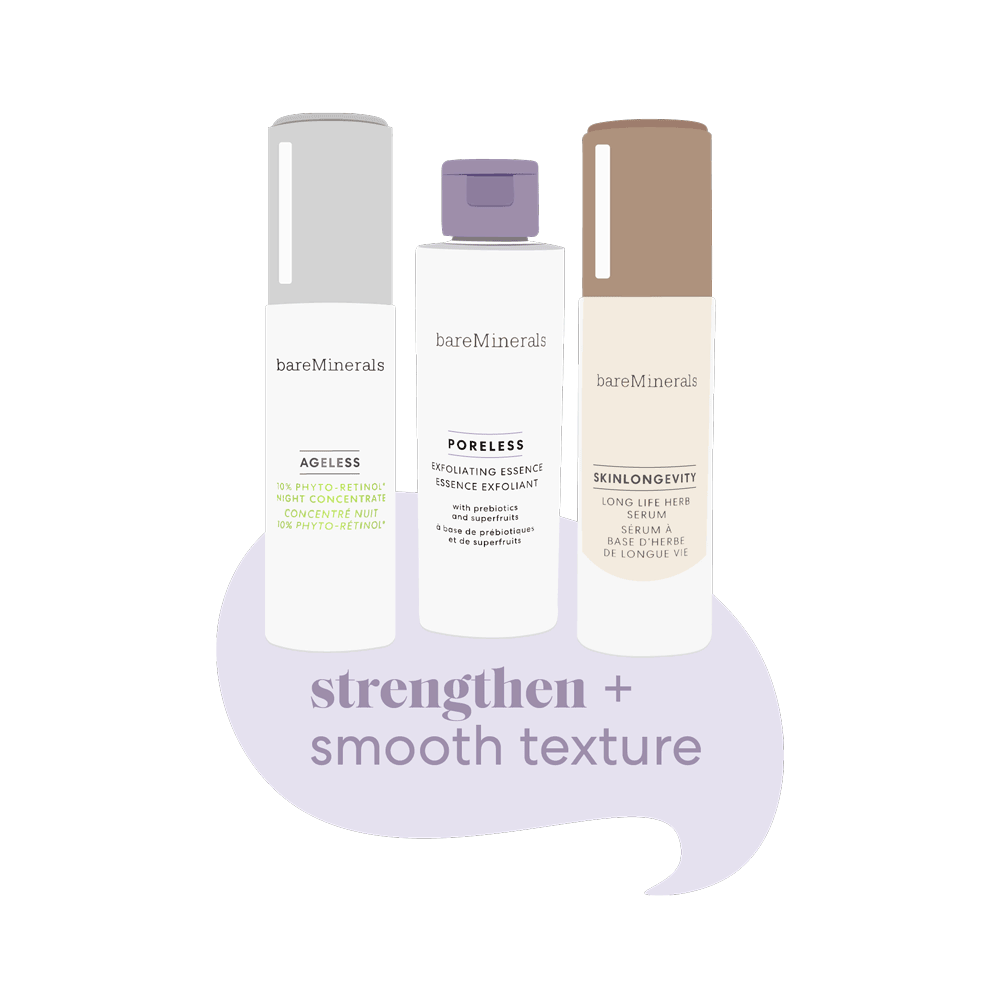 bareMinerals
AGELESS
10% PHYTO-RETINOL*
NIGHT CONCENTRATE
CONCENTRÉ NUIT
10% PHYTO-RÉTINOL*
bareMinerals
PORELESS
EXFOLIATING ESSENCE
ESSENCE EXFOLIANT
with prebiotics
and superfruits
à base de prébiotiques
et de superfruits
bareMinerals
SKINLONGEVITY
LONG LIFE HERB
SERUM
SÉRUM À
BASE D'HERBE
DE LONGUE VIE
strengthen +
smooth texture